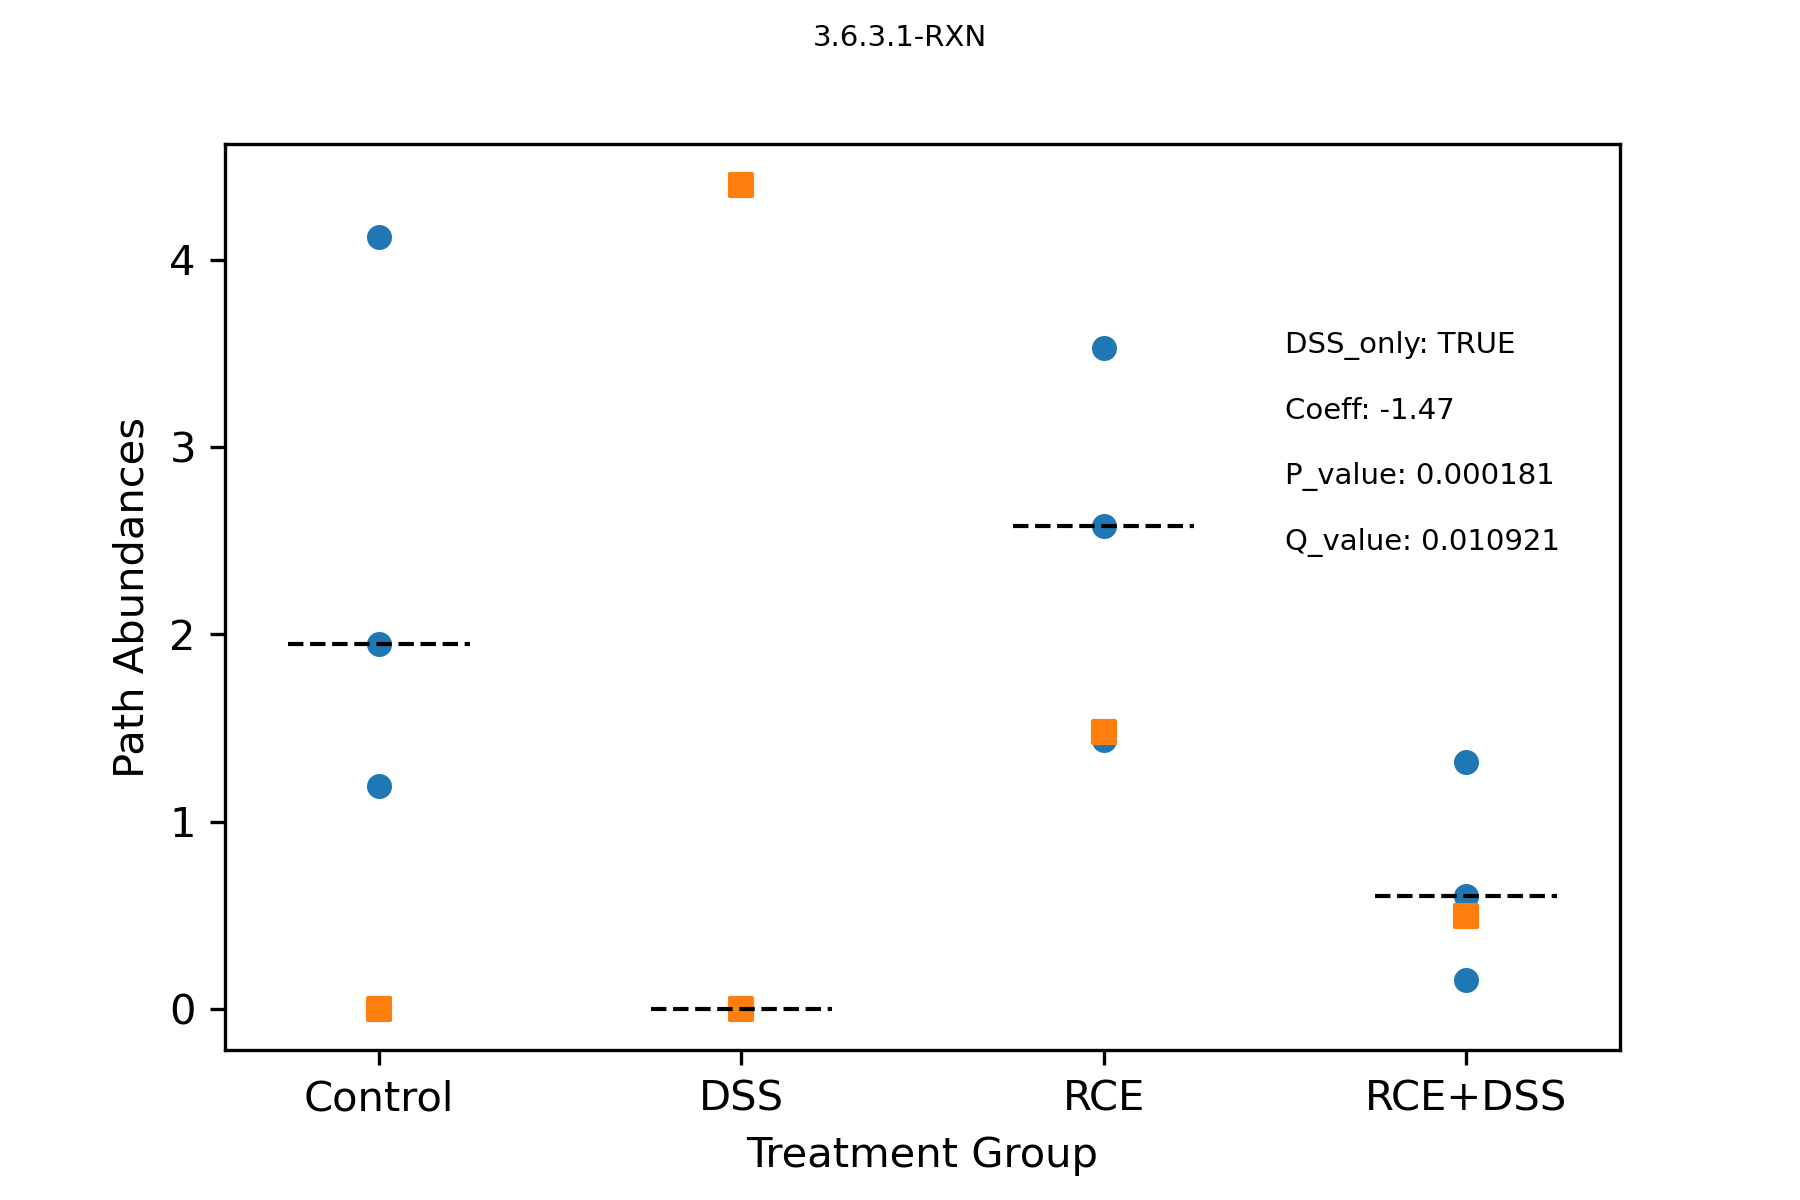 3.6.3.1-RXN
4
3
2
1
0
Path Abundances
DSS_only: TRUE
Coeff: -1.47
P_value: 0.000181
Q_value: 0.010921
Control DSS RCE RCE+DSS
Treatment Group